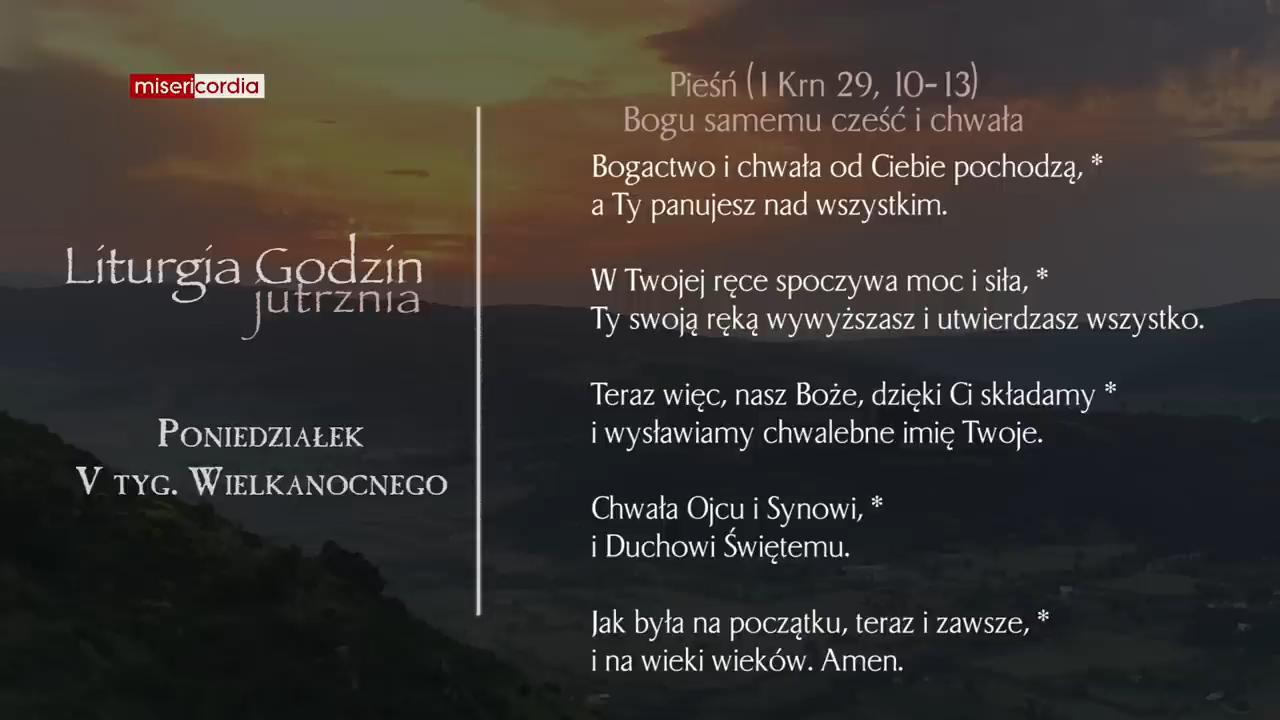 misericordia
Liturgia Godzin
jutrznia
Poniedziałek
V tyg. Wielkanocnego
Pieśń (1 Krn 29, 10-13)
Bogu samemu cześć i chwała
Bogactwo i chwała od Ciebie pochodzą, *
a Ty panujesz nad wszystkim.
W Twojej ręce spoczywa moc i siła, *
Ty swoją ręką wywyższasz i utwierdzasz wszystko.
Teraz więc, nasz Boże, dzięki Ci składamy *
i wysławiamy chwalebne imię Twoje.
Chwała Ojcu i Synowi, *
i Duchowi Świętemu.
Jak była na początku, teraz i zawsze, *
i na wieki wieków. Amen.